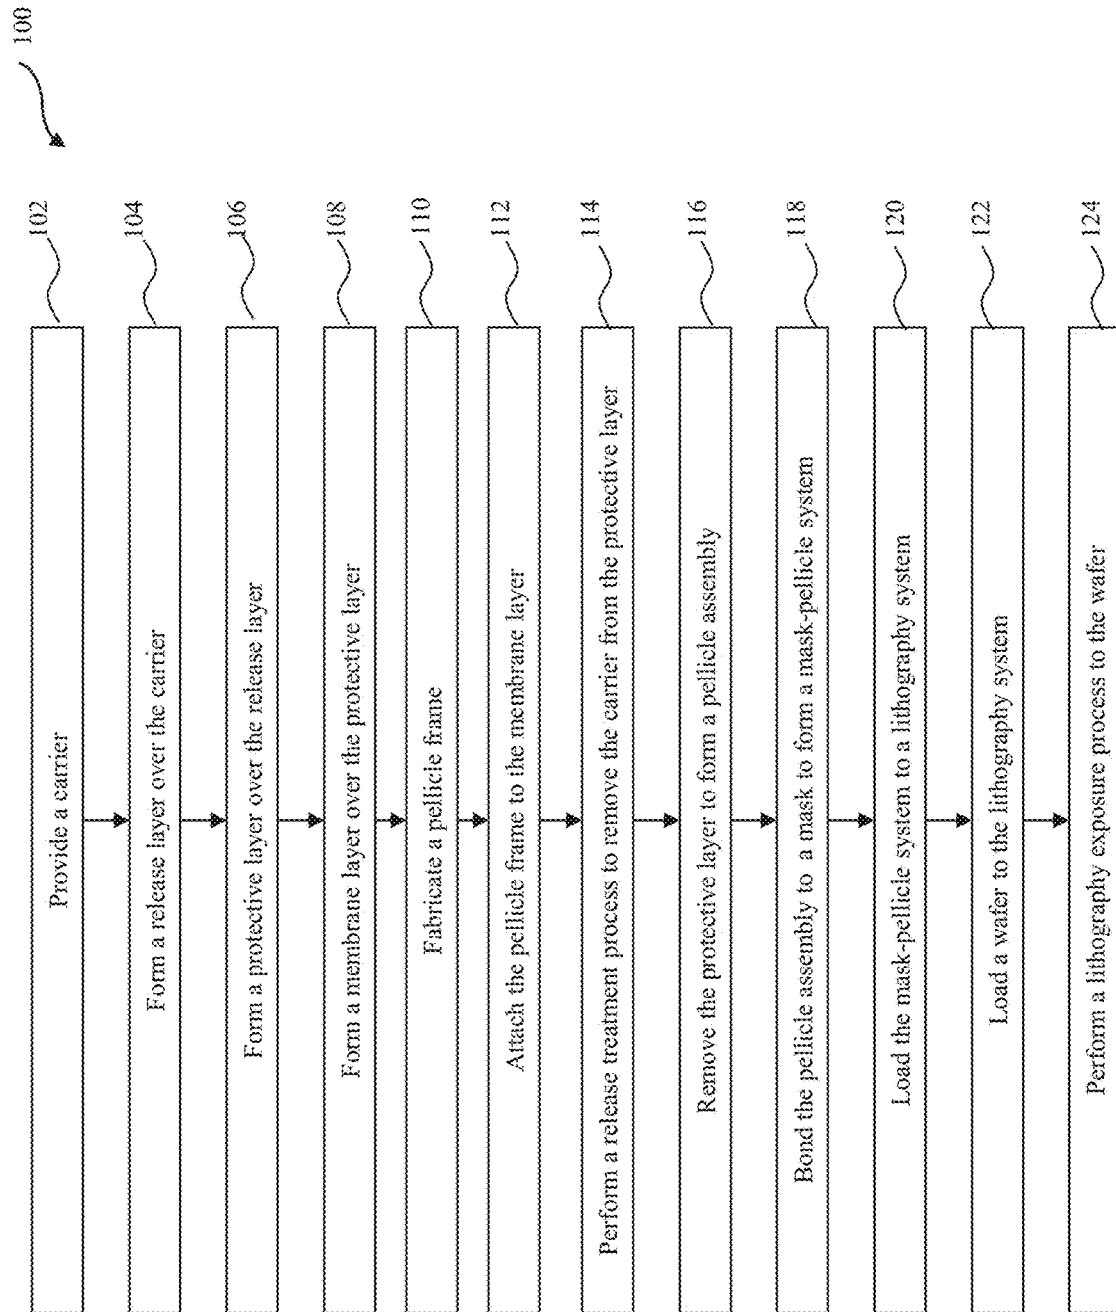 100
102
Provide a carrier
104
Form a release layer over the carrier
106
Form a protective layer over the release layer
108
Form a membrane layer over the protective layer
110
Fabricate a pellicle frame
112
Attach the pellicle frame to the membrane layer
114
Perform a release treatment process to remove the carrier from the protective layer
116
Remove the protective layer to form a pellicle assembly
118
Bond the pellicle assembly to a mask to form a mask-pellicle system
120
Load the mask-pellicle system to a lithography system
122
Load a wafer to the lithography system
124
Perform a lithography exposure process to the wafer